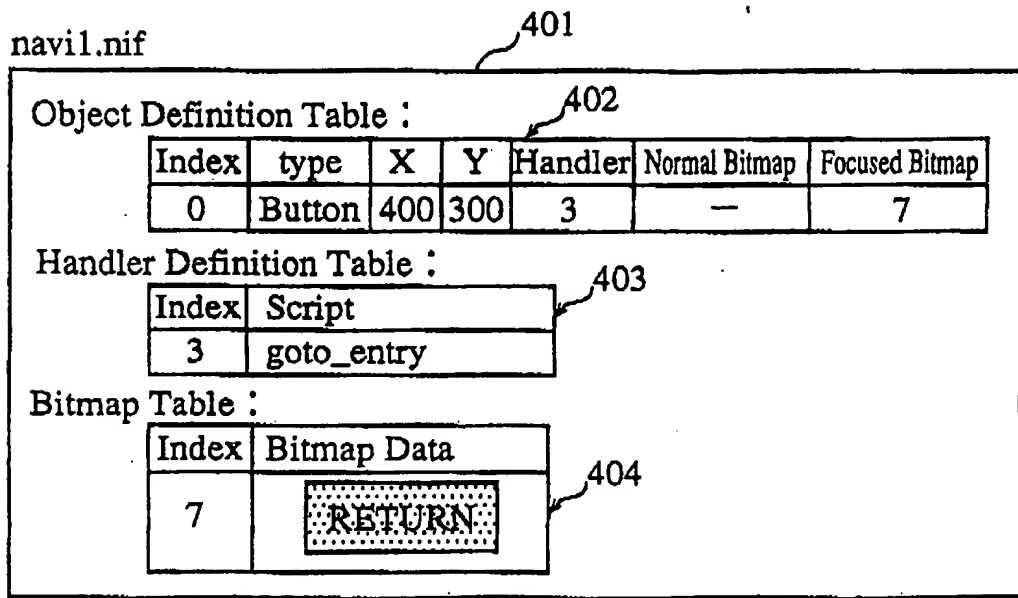 401
navi1.nif
Object Definition Table :
402
Index type X Y Handler Normal Bitmap Focused Bitmap
0 Button 400 300 3 — 7
Handler Definition Table :
403
Index Script
3 goto_entry
Bitmap Table :
Index Bitmap Data
404
7 RETURN